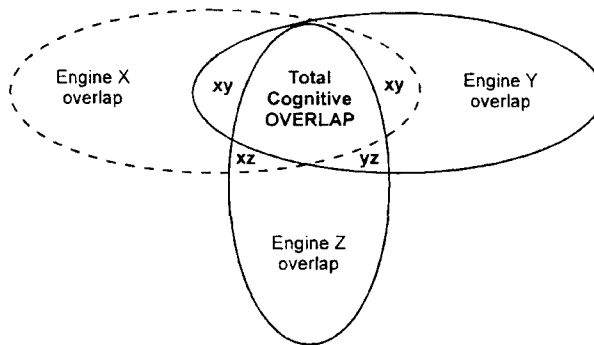 Engine X
overlap
xy
Total
Cognitive
OVERLAP
xy
Engine Y
overlap
xz
yz
Engine Z
overlap